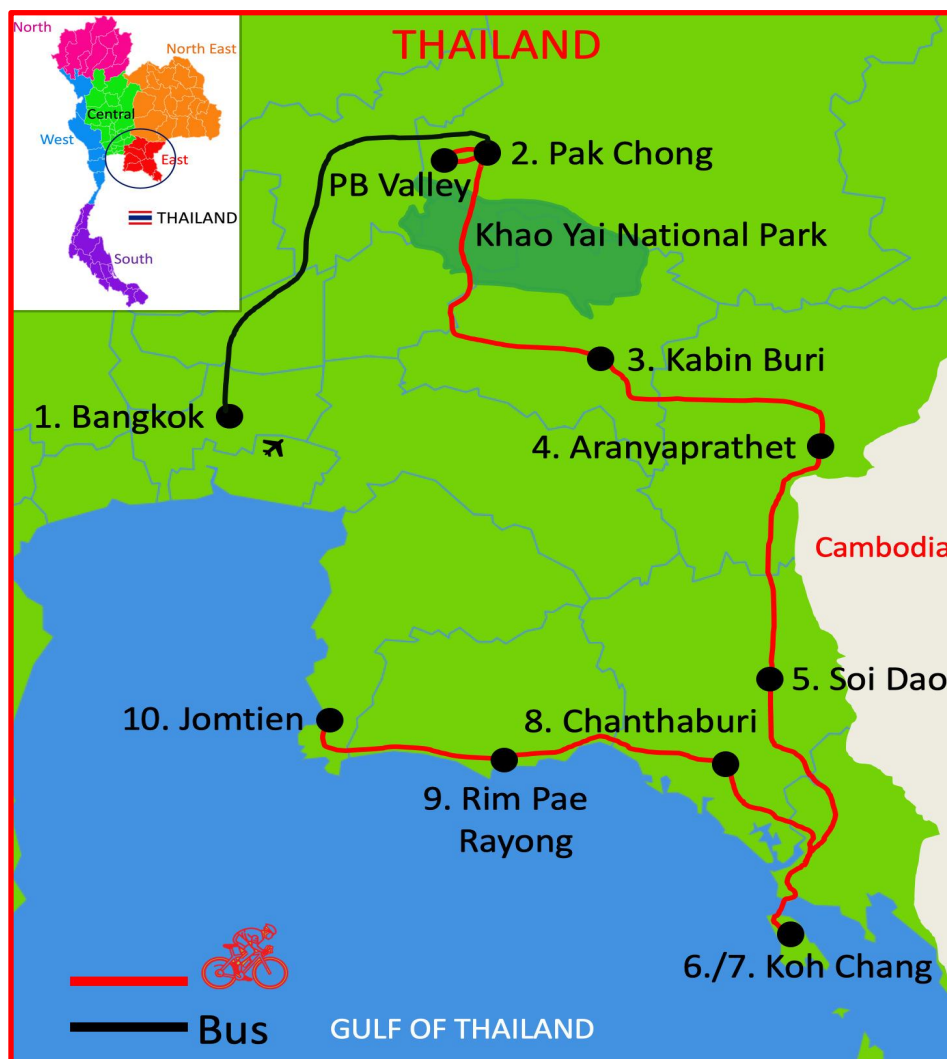 THAILAND
North
North East
Central
West
East
THAILAND
South
2. Pak Chong
PB Valley
Khao Yai National Park
3. Kabin Buri
1. Bangkok
4. Aranyaprathet
Cambodia
5. Soi Dao
10. Jomtien
8. Chanthaburi
9. Rim Pae
Rayong
6./7. Koh Chang
Bus
GULF OF THAILAND